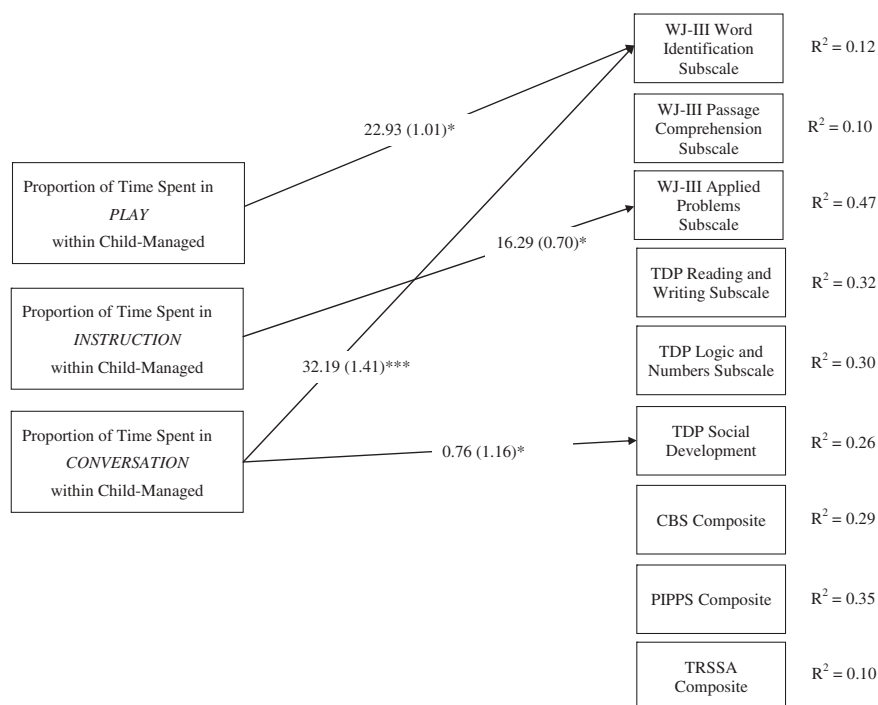 WJ-III Word
Identification
Subscale
R² = 0.12
WJ-III Passage
Comprehension
Subscale
R² = 0.10
22.93 (1.01)*
Proportion of Time Spent in
PLAY
within Child-Managed
WJ-III Applied
Problems
Subscale
R² = 0.47
16.29 (0.70)*
TDP Reading and
Writing Subscale
R² = 0.32
Proportion of Time Spent in
INSTRUCTION
within Child-Managed
TDP Logic and
Numbers Subscale
R² = 0.30
32.19 (1.41)***
Proportion of Time Spent in
CONVERSATION
within Child-Managed
0.76 (1.16)*
TDP Social
Development
R² = 0.26
CBS Composite
R² = 0.29
PIPPS Composite
R² = 0.35
TRSSA
Composite
R² = 0.10